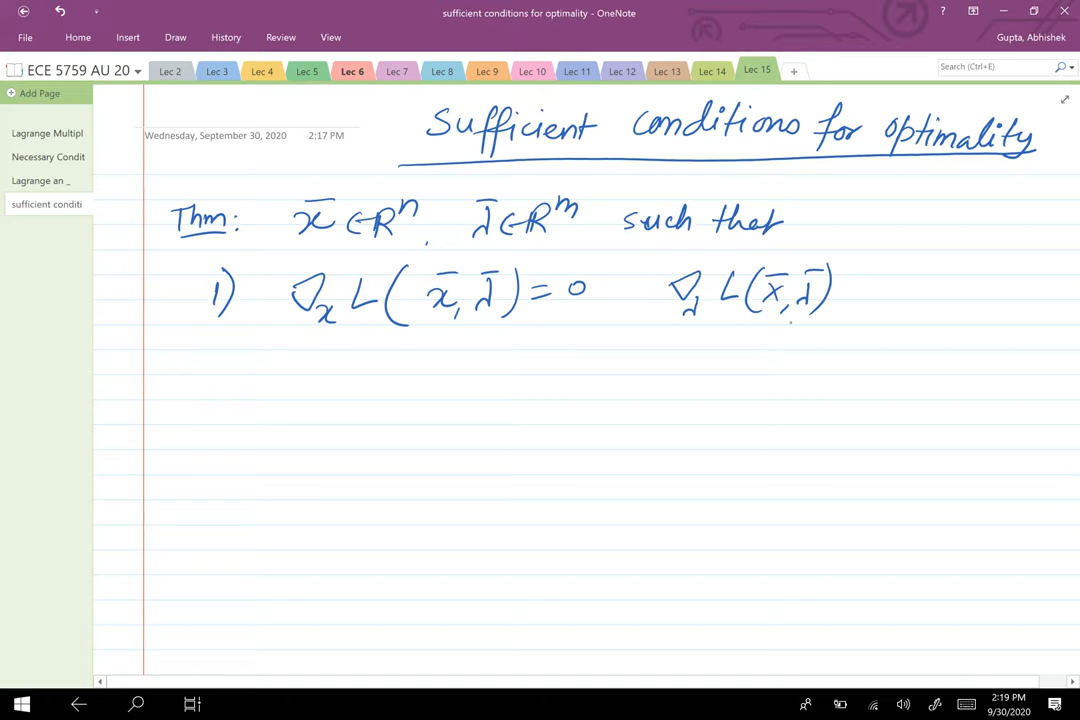 sufficient conditions for optimality - OneNote
?
File Home Insert Draw History Review View Gupta, Abhishek
ECE 5759 AU 20 Lec 2 Lec 3 Lec 4 Lec 5 Lec 6 Lec 7 Lec 8 Lec 9 Lec 10 Lec 11 Lec 12 Lec 13 Lec 14 Lec 15 + Search (Ctrl+E)
Add Page
Lagrange Multipl
Necessary Condit
Lagrange an _
sufficient conditi
Wednesday, September 30, 2020 2:17 PM
Sufficient conditions for optimality
Thm: x̄ ∈ ℝⁿ, λ̄ ∈ ℝᵐ such that
1) ∇ₓ L(x̄, λ̄) = 0 ∇_λ L(x̄, λ̄)
2:19 PM
9/30/2020